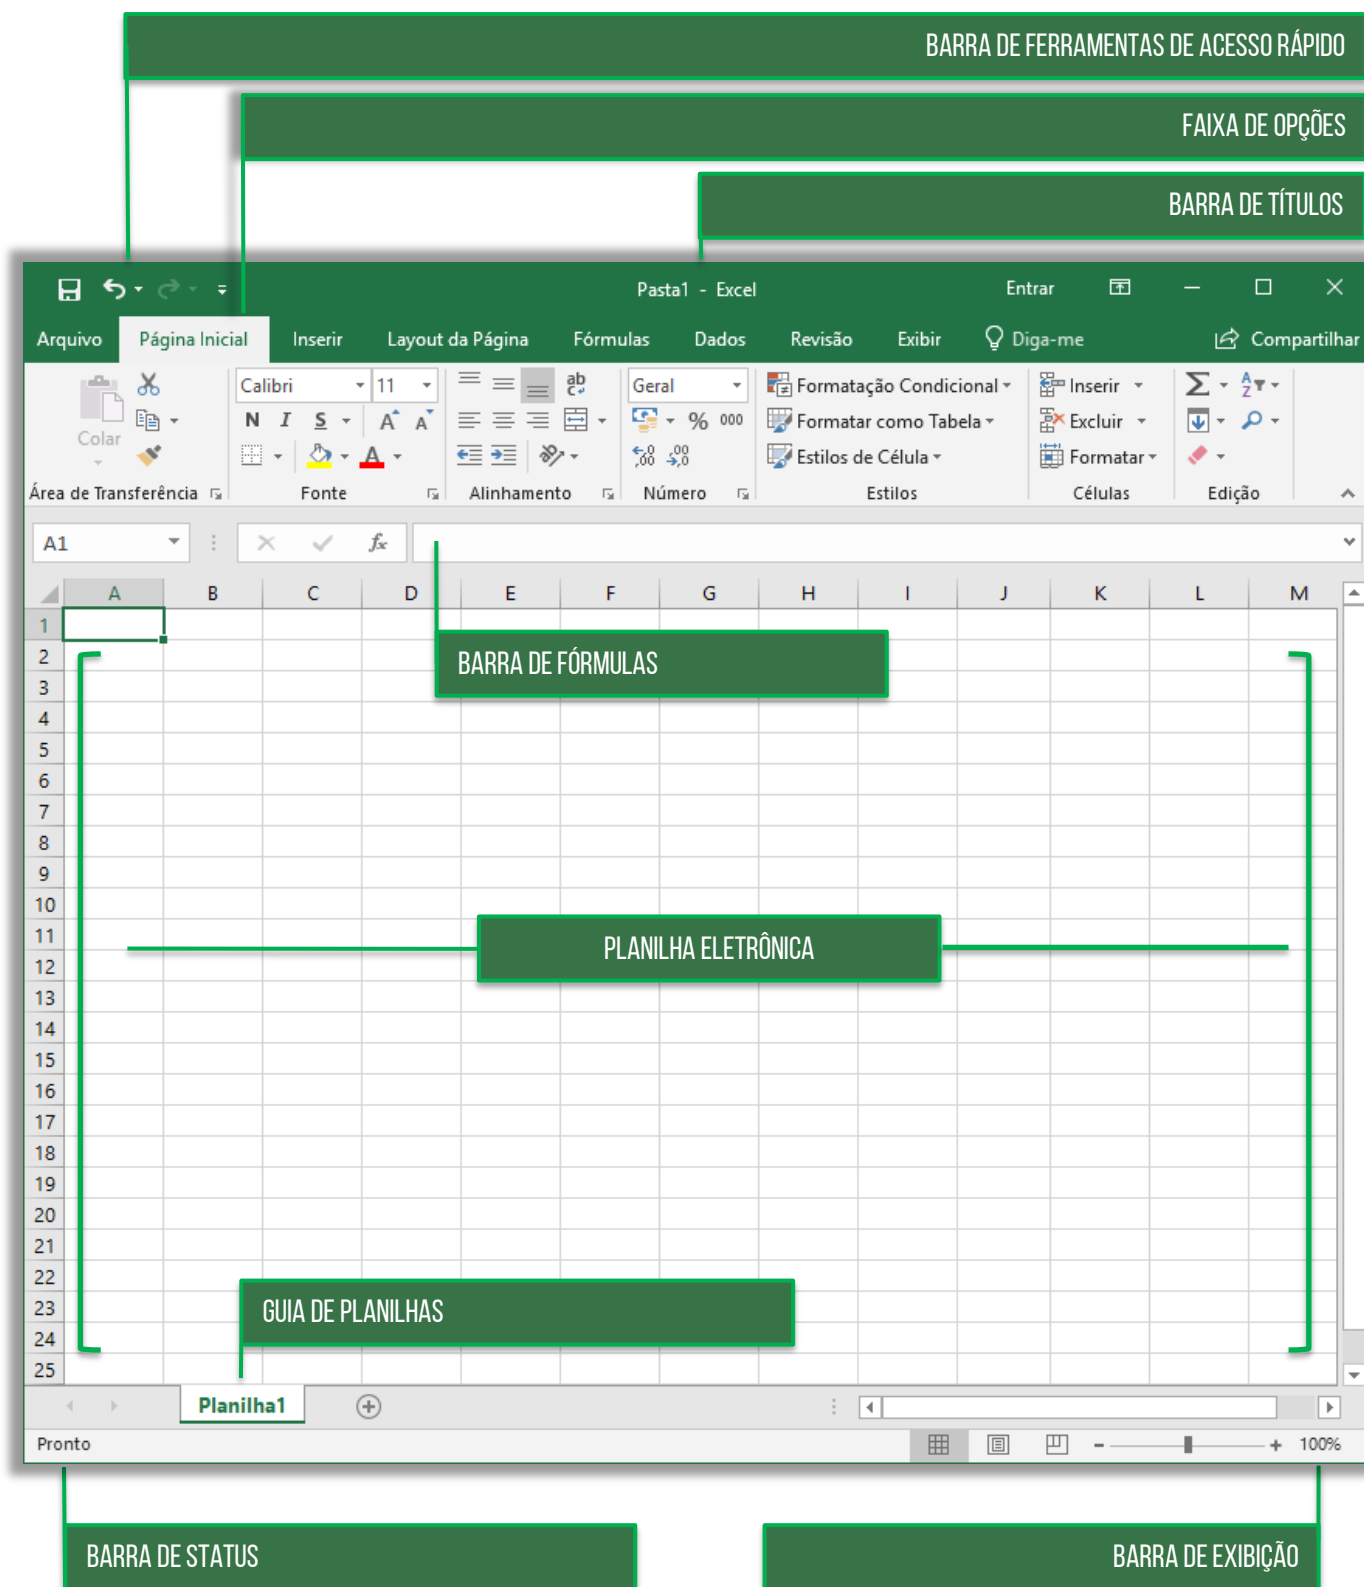 BARRA DE FERRAMENTAS DE ACESSO RÁPIDO
FAIXA DE OPÇÕES
BARRA DE TÍTULOS
Pasta1 - Excel Entrar
Arquivo Página Inicial Inserir Layout da Página Fórmulas Dados Revisão Exibir Diga-me Compartilhar
Calibri 11 ab Geral Formatação Condicional Inserir Σ A
c Z
Colar N I S A A % 000 Formatar como Tabela Excluir
A ,00 ,00 Estilos de Célula Formatar
,0
Área de Transferência Fonte Alinhamento Número Estilos Células Edição
A1 fx
A B C D E F G H I J K L M
1
2
BARRA DE FÓRMULAS
3
4
5
6
7
8
9
10
11
PLANILHA ELETRÔNICA
12
13
14
15
16
17
18
19
20
21
22
23
GUIA DE PLANILHAS
24
25
Planilha1
Pronto - + 100%
BARRA DE STATUS
BARRA DE EXIBIÇÃO